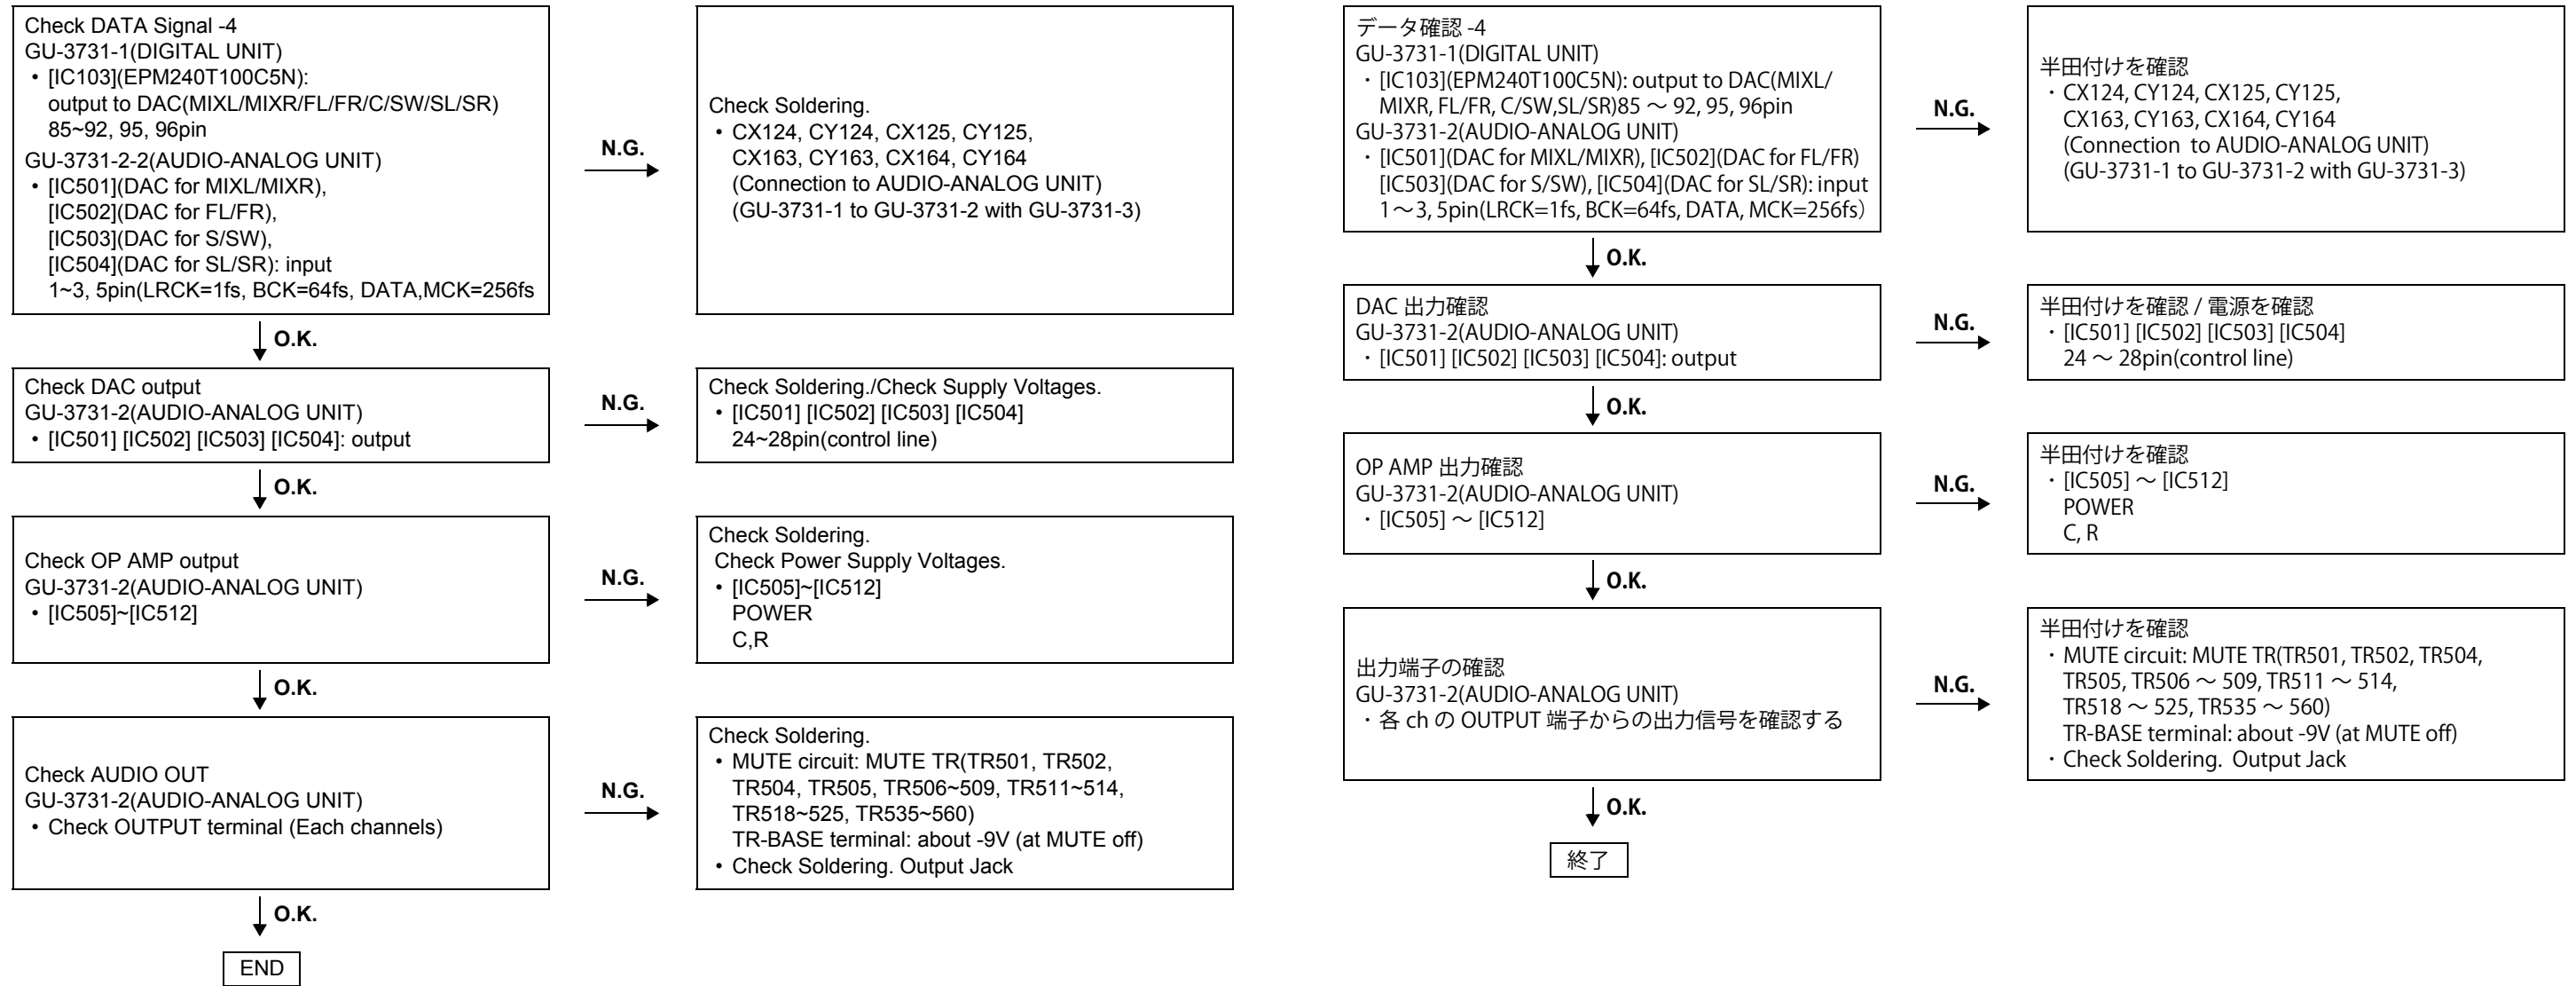 Check DATA Signal -4
GU-3731-1(DIGITAL UNIT)
• [IC103](EPM240T100C5N):
output to DAC(MIXL/MIXR/FL/FR/C/SW/SL/SR)
85~92, 95, 96pin
GU-3731-2-2(AUDIO-ANALOG UNIT)
• [IC501](DAC for MIXL/MIXR),
[IC502](DAC for FL/FR),
[IC503](DAC for S/SW),
[IC504](DAC for SL/SR): input
1~3, 5pin(LRCK=1fs, BCK=64fs, DATA,MCK=256fs
N.G.
Check Soldering.
• CX124, CY124, CX125, CY125,
CX163, CY163, CX164, CY164
(Connection to AUDIO-ANALOG UNIT)
(GU-3731-1 to GU-3731-2 with GU-3731-3)
O.K.
Check DAC output
GU-3731-2(AUDIO-ANALOG UNIT)
• [IC501] [IC502] [IC503] [IC504]: output
N.G.
Check Soldering./Check Supply Voltages.
• [IC501] [IC502] [IC503] [IC504]
24~28pin(control line)
O.K.
Check OP AMP output
GU-3731-2(AUDIO-ANALOG UNIT)
• [IC505]~[IC512]
N.G.
Check Soldering.
Check Power Supply Voltages.
• [IC505]~[IC512]
POWER
C,R
O.K.
Check AUDIO OUT
GU-3731-2(AUDIO-ANALOG UNIT)
• Check OUTPUT terminal (Each channels)
N.G.
Check Soldering.
• MUTE circuit: MUTE TR(TR501, TR502,
TR504, TR505, TR506~509, TR511~514,
TR518~525, TR535~560)
TR-BASE terminal: about -9V (at MUTE off)
• Check Soldering. Output Jack
O.K.
END
データ確認 -4
GU-3731-1(DIGITAL UNIT)
・[IC103](EPM240T100C5N): output to DAC(MIXL/
MIXR, FL/FR, C/SW,SL/SR)85 〜 92, 95, 96pin
GU-3731-2(AUDIO-ANALOG UNIT)
・[IC501](DAC for MIXL/MIXR), [IC502](DAC for FL/FR)
[IC503](DAC for S/SW), [IC504](DAC for SL/SR): input
1〜3, 5pin(LRCK=1fs, BCK=64fs, DATA, MCK=256fs）
N.G.
半田付けを確認
・CX124, CY124, CX125, CY125,
CX163, CY163, CX164, CY164
(Connection to AUDIO-ANALOG UNIT)
(GU-3731-1 to GU-3731-2 with GU-3731-3)
O.K.
DAC 出力確認
GU-3731-2(AUDIO-ANALOG UNIT)
・[IC501] [IC502] [IC503] [IC504]: output
N.G.
半田付けを確認 / 電源を確認
・[IC501] [IC502] [IC503] [IC504]
24 〜 28pin(control line)
O.K.
OP AMP 出力確認
GU-3731-2(AUDIO-ANALOG UNIT)
・[IC505] 〜 [IC512]
N.G.
半田付けを確認
・[IC505] 〜 [IC512]
POWER
C, R
O.K.
出力端子の確認
GU-3731-2(AUDIO-ANALOG UNIT)
・各 ch の OUTPUT 端子からの出力信号を確認する
N.G.
半田付けを確認
・MUTE circuit: MUTE TR(TR501, TR502, TR504,
TR505, TR506 〜 509, TR511 〜 514,
TR518 〜 525, TR535 〜 560)
TR-BASE terminal: about -9V (at MUTE off)
・Check Soldering. Output Jack
O.K.
終了